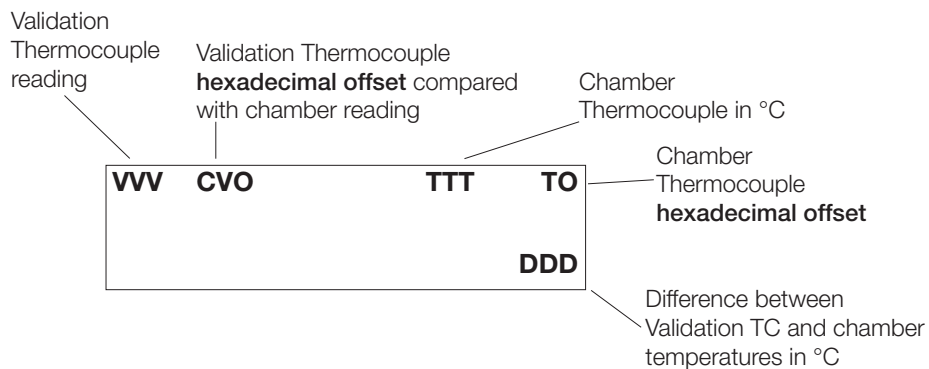 Validation
Thermocouple
reading
Validation Thermocouple
hexadecimal offset compared
with chamber reading
Chamber
Thermocouple in °C
VVV CVO TTT TO
Chamber
Thermocouple
hexadecimal offset
DDD
Difference between
Validation TC and chamber
temperatures in °C